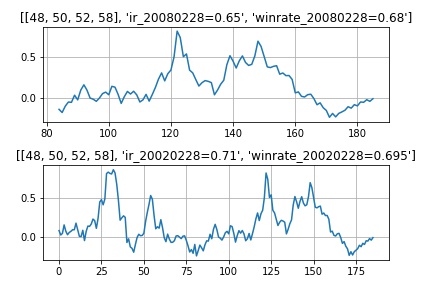 [[48, 50, 52, 58], 'ir_20080228=0.65', 'winrate_20080228=0.68']
0.5
0.0
80 100 120 140 160 180
[[48, 50, 52, 58], 'ir_20020228=0.71', 'winrate_20020228=0.695']
0.5
0.0
0 25 50 75 100 125 150 175